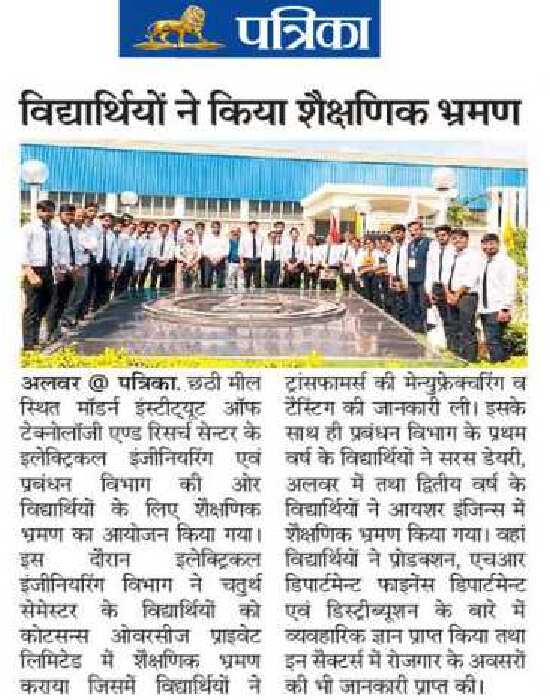 पत्रिका
विद्यार्थियों ने किया शैक्षणिक भ्रमण
अलवर @ पत्रिका. छठी मील
स्थित मॉडर्न इंस्टीट्यूट ऑफ
टेक्नोलॉजी एण्ड रिसर्च सेन्टर के
इलेक्ट्रिकल इंजीनियरिंग एवं
प्रबंधन विभाग की ओर
विद्यार्थियों के लिए शैक्षणिक
भ्रमण का आयोजन किया गया।
इस दौरान इलेक्ट्रिकल
इंजीनियरिंग विभाग ने चतुर्थ
सेमेस्टर के विद्यार्थियों को
कोटसन्स ओवरसीज प्राइवेट
लिमिटेड में शैक्षणिक भ्रमण
कराया जिसमें विद्यार्थियों ने
ट्रांसफामर्स की मेन्युफ्रेक्चरिंग व
टैस्टिंग की जानकारी ली। इसके
साथ ही प्रबंधन विभाग के प्रथम
वर्ष के विद्यार्थियों ने सरस डेयरी,
अलवर में तथा द्वितीय वर्ष के
विद्यार्थियों ने आयशर इंजिन्स में
शैक्षणिक भ्रमण किया गया। वहां
विद्यार्थियों ने प्रोडक्शन, एचआर
डिपार्टमेन्ट फाइनेंस डिपार्टमेन्ट
एवं डिस्ट्रीब्यूशन के बारे में
व्यवहारिक ज्ञान प्राप्त किया तथा
इन सैक्टर्स में रोजगार के अवसरों
की भी जानकारी प्राप्त की।